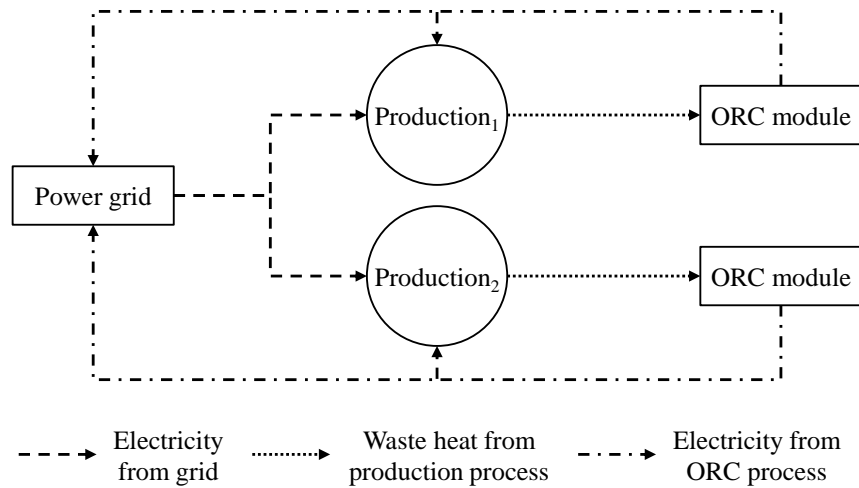 Production₁
ORC module
Power grid
Production₂
ORC module
Electricity
from grid
Waste heat from
production process
Electricity from
ORC process